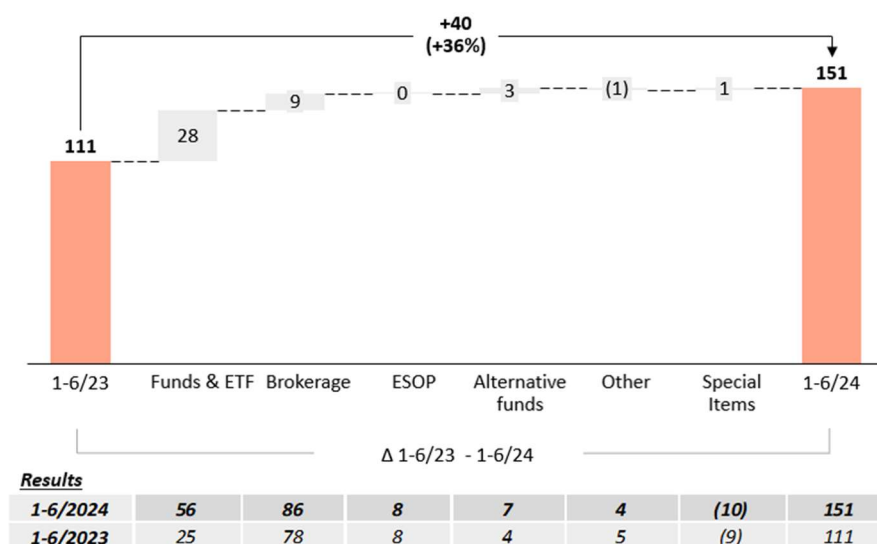 +40
(+36%)
151
111
28
9
0
3
(1)
1
1-6/23
Funds & ETF
Brokerage
ESOP
Alternative
funds
Other
Special
Items
1-6/24
Δ 1-6/23 - 1-6/24
Results
1-6/2024 56 86 8 7 4 (10) 151
1-6/2023 25 78 8 4 5 (9) 111